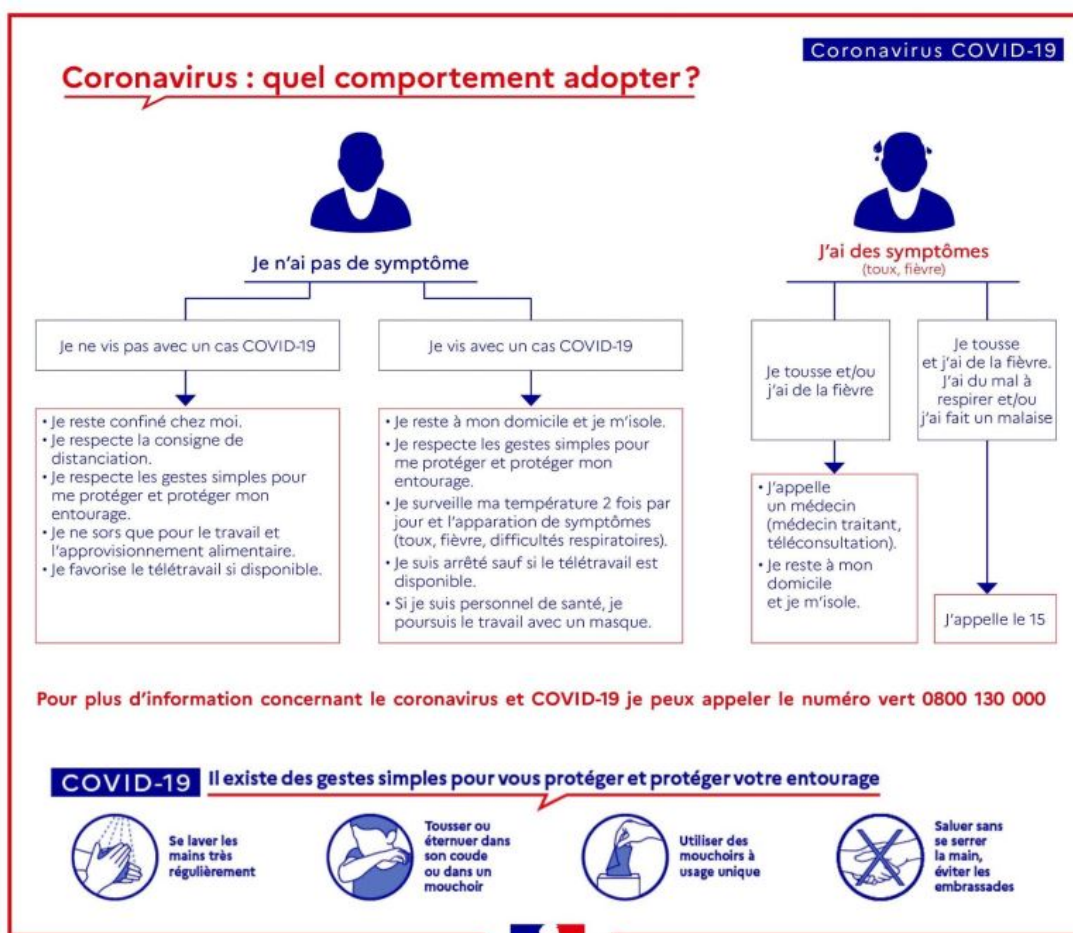 Coronavirus COVID-19
Coronavirus : quel comportement adopter ?
Je n'ai pas de symptôme
Je ne vis pas avec un cas COVID-19
• Je reste confiné chez moi.
• Je respecte la consigne de
distanciation.
• Je respecte les gestes simples pour
me protéger et protéger mon
entourage.
• Je ne sors que pour le travail et
l'approvisionnement alimentaire.
• Je favorise le télétravail si disponible.
Je vis avec un cas COVID-19
• Je reste à mon domicile et je m'isole.
• Je respecte les gestes simples pour
me protéger et protéger mon
entourage.
• Je surveille ma température 2 fois par
jour et l'apparation de symptômes
(toux, fièvre, difficultés respiratoires).
• Je suis arrêté sauf si le télétravail est
disponible.
• Si je suis personnel de santé, je
poursuis le travail avec un masque.
J'ai des symptômes
(toux, fièvre)
Je tousse et/ou
j'ai de la fièvre
• J'appelle
un médecin
(médecin traitant,
téléconsultation).
• Je reste à mon
domicile
et je m'isole.
Je tousse
et j'ai de la fièvre.
J'ai du mal à
respirer et/ou
j'ai fait un malaise
J'appelle le 15
Pour plus d'information concernant le coronavirus et COVID-19 je peux appeler le numéro vert 0800 130 000
COVID-19 Il existe des gestes simples pour vous protéger et protéger votre entourage
Se laver les
mains très
régulièrement
Tousser ou
éternuer dans
son coude
ou dans un
mouchoir
Utiliser des
mouchoirs à
usage unique
Saluer sans
se serrer
la main,
éviter les
embrassades